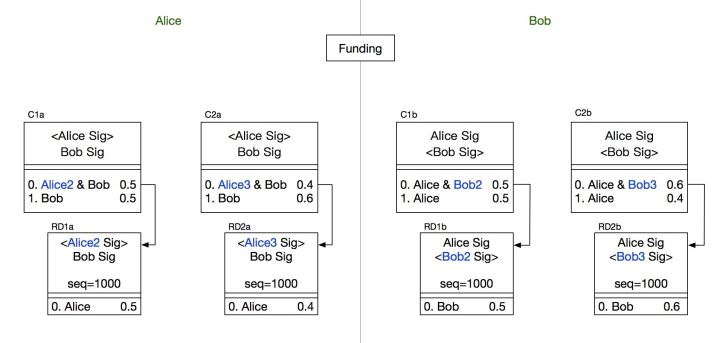 Alice
Bob
Funding
C1a
<Alice Sig>
Bob Sig
0. Alice2 & Bob 0.5
1. Bob 0.5
RD1a
<Alice2 Sig>
Bob Sig
seq=1000
0. Alice 0.5
C2a
<Alice Sig>
Bob Sig
0. Alice3 & Bob 0.4
1. Bob 0.6
RD2a
<Alice3 Sig>
Bob Sig
seq=1000
0. Alice 0.4
C1b
Alice Sig
<Bob Sig>
0. Alice & Bob2 0.5
1. Alice 0.5
RD1b
Alice Sig
<Bob2 Sig>
seq=1000
0. Bob 0.5
C2b
Alice Sig
<Bob Sig>
0. Alice & Bob3 0.6
1. Alice 0.4
RD2b
Alice Sig
<Bob3 Sig>
seq=1000
0. Bob 0.6